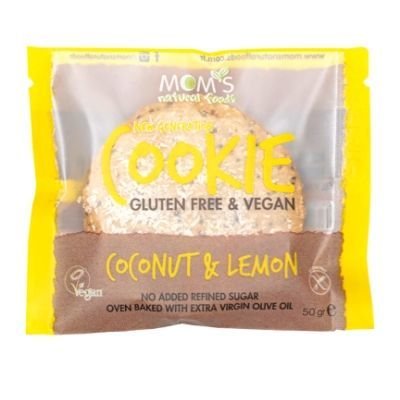 MOM'S
natural foods
NEW GENERATION
COOKIE
GLUTEN FREE & VEGAN
COCONUT & LEMON
Vegan
NO ADDED REFINED SUGAR
OVEN BAKED WITH EXTRA VIRGIN OLIVE OIL
50 gr e